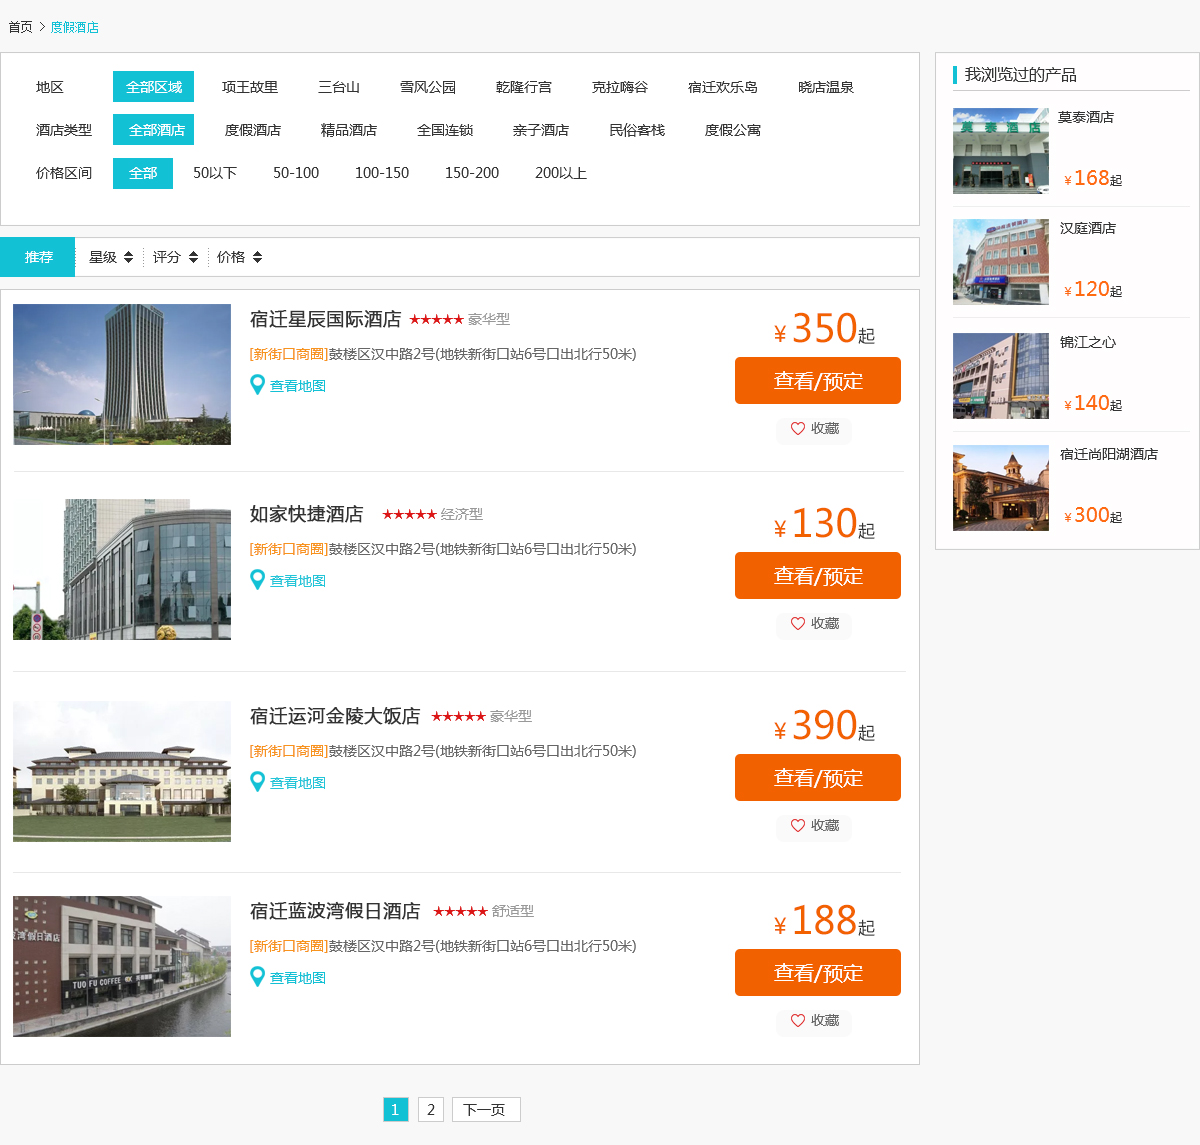 首页 > 度假酒店
地区 全部区域 项王故里 三台山 雪风公园 乾隆行宫 克拉嗨谷 宿迁欢乐岛 晓店温泉
酒店类型 全部酒店 度假酒店 精品酒店 全国连锁 亲子酒店 民俗客栈 度假公寓
价格区间 全部 50以下 50-100 100-150 150-200 200以上
推荐 星级 评分 价格
宿迁星辰国际酒店 ★★★★★ 豪华型
[新街口商圈]鼓楼区汉中路2号(地铁新街口站6号口出北行50米)
查看地图
¥350起
查看/预定
收藏
如家快捷酒店 ★★★★★ 经济型
[新街口商圈]鼓楼区汉中路2号(地铁新街口站6号口出北行50米)
查看地图
¥130起
查看/预定
收藏
宿迁运河金陵大饭店 ★★★★★ 豪华型
[新街口商圈]鼓楼区汉中路2号(地铁新街口站6号口出北行50米)
查看地图
¥390起
查看/预定
收藏
波湾假日酒店
TUO FU COFFEE
宿迁蓝波湾假日酒店 ★★★★★ 舒适型
[新街口商圈]鼓楼区汉中路2号(地铁新街口站6号口出北行50米)
查看地图
¥188起
查看/预定
收藏
1 2 下一页
我浏览过的产品
莫泰酒店
莫泰酒店
¥168起
汉庭酒店
¥120起
锦江之心
¥140起
宿迁尚阳湖酒店
¥300起